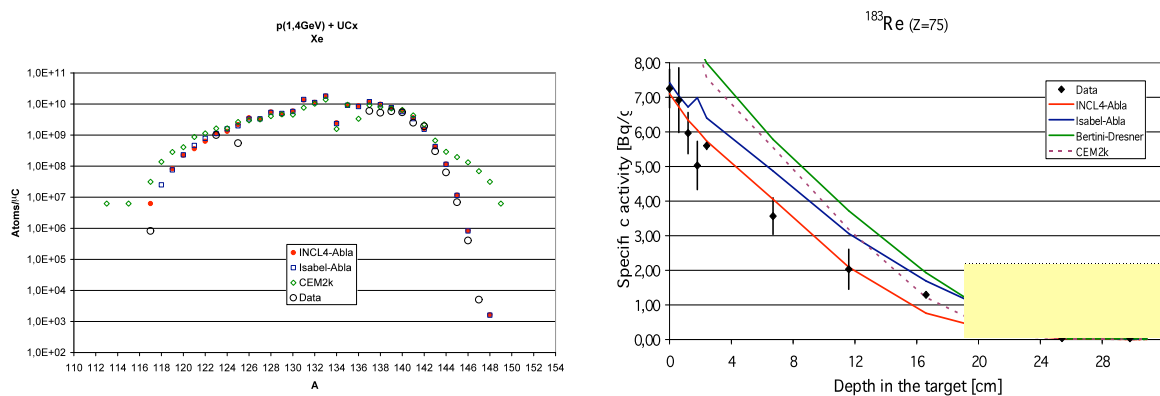 p(1,4GeV) + UCx
Xe
Atoms/µC
1,0E+11
1,0E+10
1,0E+09
1,0E+08
1,0E+07
1,0E+06
1,0E+05
1,0E+04
1,0E+03
1,0E+02
INCL4-Abla
Isabel-Abla
CEM2k
Data
110 112 114 116 118 120 122 124 126 128 130 132 134 136 138 140 142 144 146 148 150 152 154
A
183Re (Z=75)
Specifi c activity [Bq/g
8,00
7,00
6,00
5,00
4,00
3,00
2,00
1,00
0,00
Data
INCL4-Abla
Isabel-Abla
Bertini-Dresner
CEM2k
0 4 8 12 16 20 24 28
Depth in the target [cm]